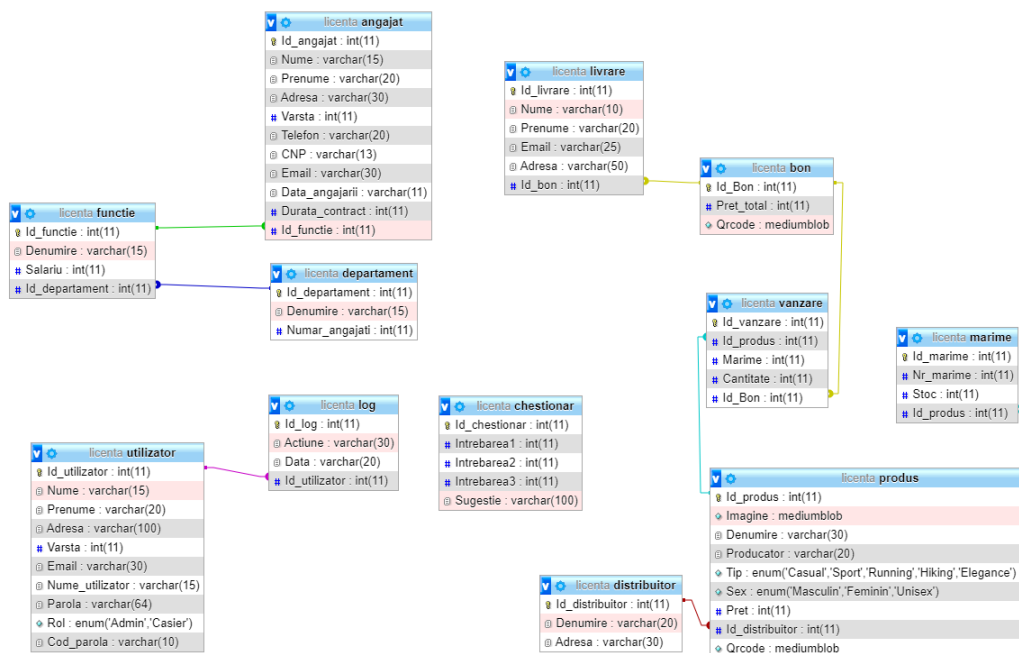 licenta angajat
Id_angajat : int(11)
Nume : varchar(15)
Prenume : varchar(20)
Adresa : varchar(30)
# Varsta : int(11)
Telefon : varchar(20)
CNP : varchar(13)
Email : varchar(30)
Data_angajarii : varchar(11)
# Durata_contract : int(11)
# Id_functie : int(11)
licenta livrare
Id_livrare : int(11)
Nume : varchar(10)
Prenume : varchar(20)
Email : varchar(25)
Adresa : varchar(50)
# Id_bon : int(11)
licenta bon
Id_Bon : int(11)
# Pret_total : int(11)
Qrcode : mediumblob
licenta functie
Id_functie : int(11)
Denumire : varchar(15)
# Salariu : int(11)
# Id_departament : int(11)
licenta departament
Id_departament : int(11)
Denumire : varchar(15)
# Numar_angajati : int(11)
licenta vanzare
Id_vanzare : int(11)
# Id_produs : int(11)
# Marime : int(11)
# Cantitate : int(11)
# Id_Bon : int(11)
licenta marime
Id_marime : int(11)
# Nr_marime : int(11)
# Stoc : int(11)
# Id_produs : int(11)
licenta log
Id_log : int(11)
Actiune : varchar(30)
Data : varchar(20)
# Id_utilizator : int(11)
licenta chestionar
Id_chestionar : int(11)
# Intrebarea1 : int(11)
# Intrebarea2 : int(11)
# Intrebarea3 : int(11)
Sugestie : varchar(100)
licenta utilizator
Id_utilizator : int(11)
Nume : varchar(15)
Prenume : varchar(20)
Adresa : varchar(100)
# Varsta : int(11)
Email : varchar(30)
Nume_utilizator : varchar(15)
Parola : varchar(64)
Rol : enum('Admin','Casier')
Cod_parola : varchar(10)
licenta produs
Id_produs : int(11)
Imagine : mediumblob
Denumire : varchar(30)
Producator : varchar(20)
Tip : enum('Casual','Sport','Running','Hiking','Elegance')
Sex : enum('Masculin','Feminin','Unisex')
# Pret : int(11)
# Id_distribuitor : int(11)
Qrcode : mediumblob
licenta distribuitor
Id_distribuitor : int(11)
Denumire : varchar(20)
Adresa : varchar(30)